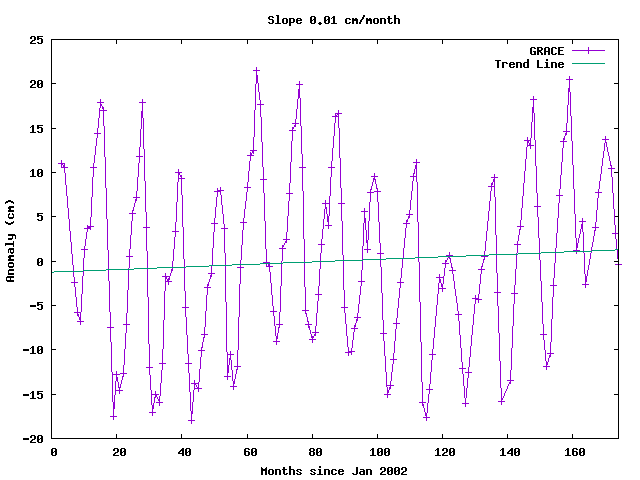 Slope 0.01 cm/month
25
GRACE
Trend Line
20
15
10
5
0
-5
-10
-15
-20
Anomaly (cm)
0 20 40 60 80 100 120 140 160
Months since Jan 2002